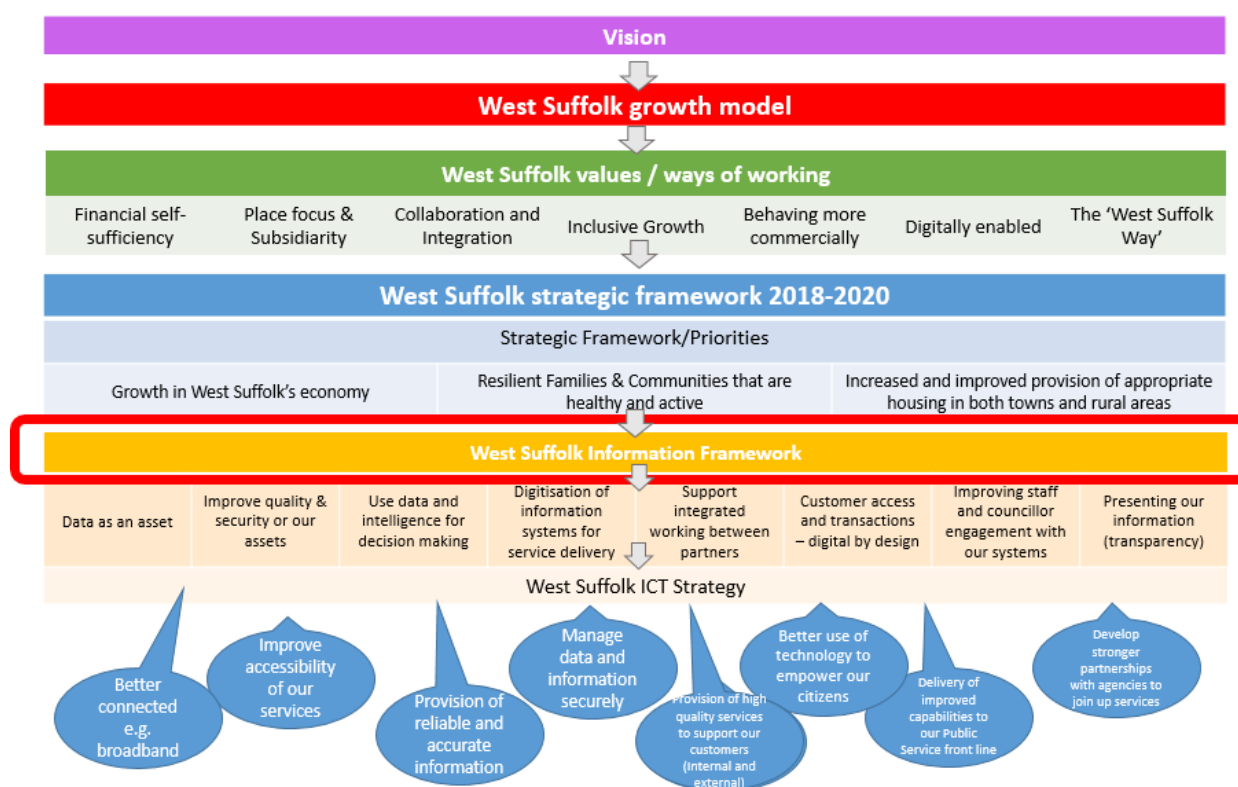 Vision
West Suffolk growth model
West Suffolk values / ways of working
Financial self-
sufficiency
Place focus &
Subsidiarity
Collaboration and
Integration
Inclusive Growth
Behaving more
commercially
Digitally enabled
The ‘West Suffolk
Way’
West Suffolk strategic framework 2018-2020
Strategic Framework/Priorities
Growth in West Suffolk’s economy
Resilient Families & Communities that are
healthy and active
Increased and improved provision of appropriate
housing in both towns and rural areas
West Suffolk Information Framework
Data as an asset
Improve quality &
security or our
assets
Use data and
intelligence for
decision making
Digitisation of
information
systems for
service delivery
Support
integrated
working between
partners
Customer access
and transactions
– digital by design
Improving staff
and councillor
engagement with
our systems
Presenting our
information
(transparency)
West Suffolk ICT Strategy
Better
connected
e.g.
broadband
Improve
accessibility
of our
services
Provision of
reliable and
accurate
information
Manage
data and
information
securely
Provision of high
quality services
to support our
customers
(Internal and
external)
Better use of
technology to
empower our
citizens
Delivery of
improved
capabilities to
our Public
Service front line
Develop
stronger
partnerships
with agencies to
join up services